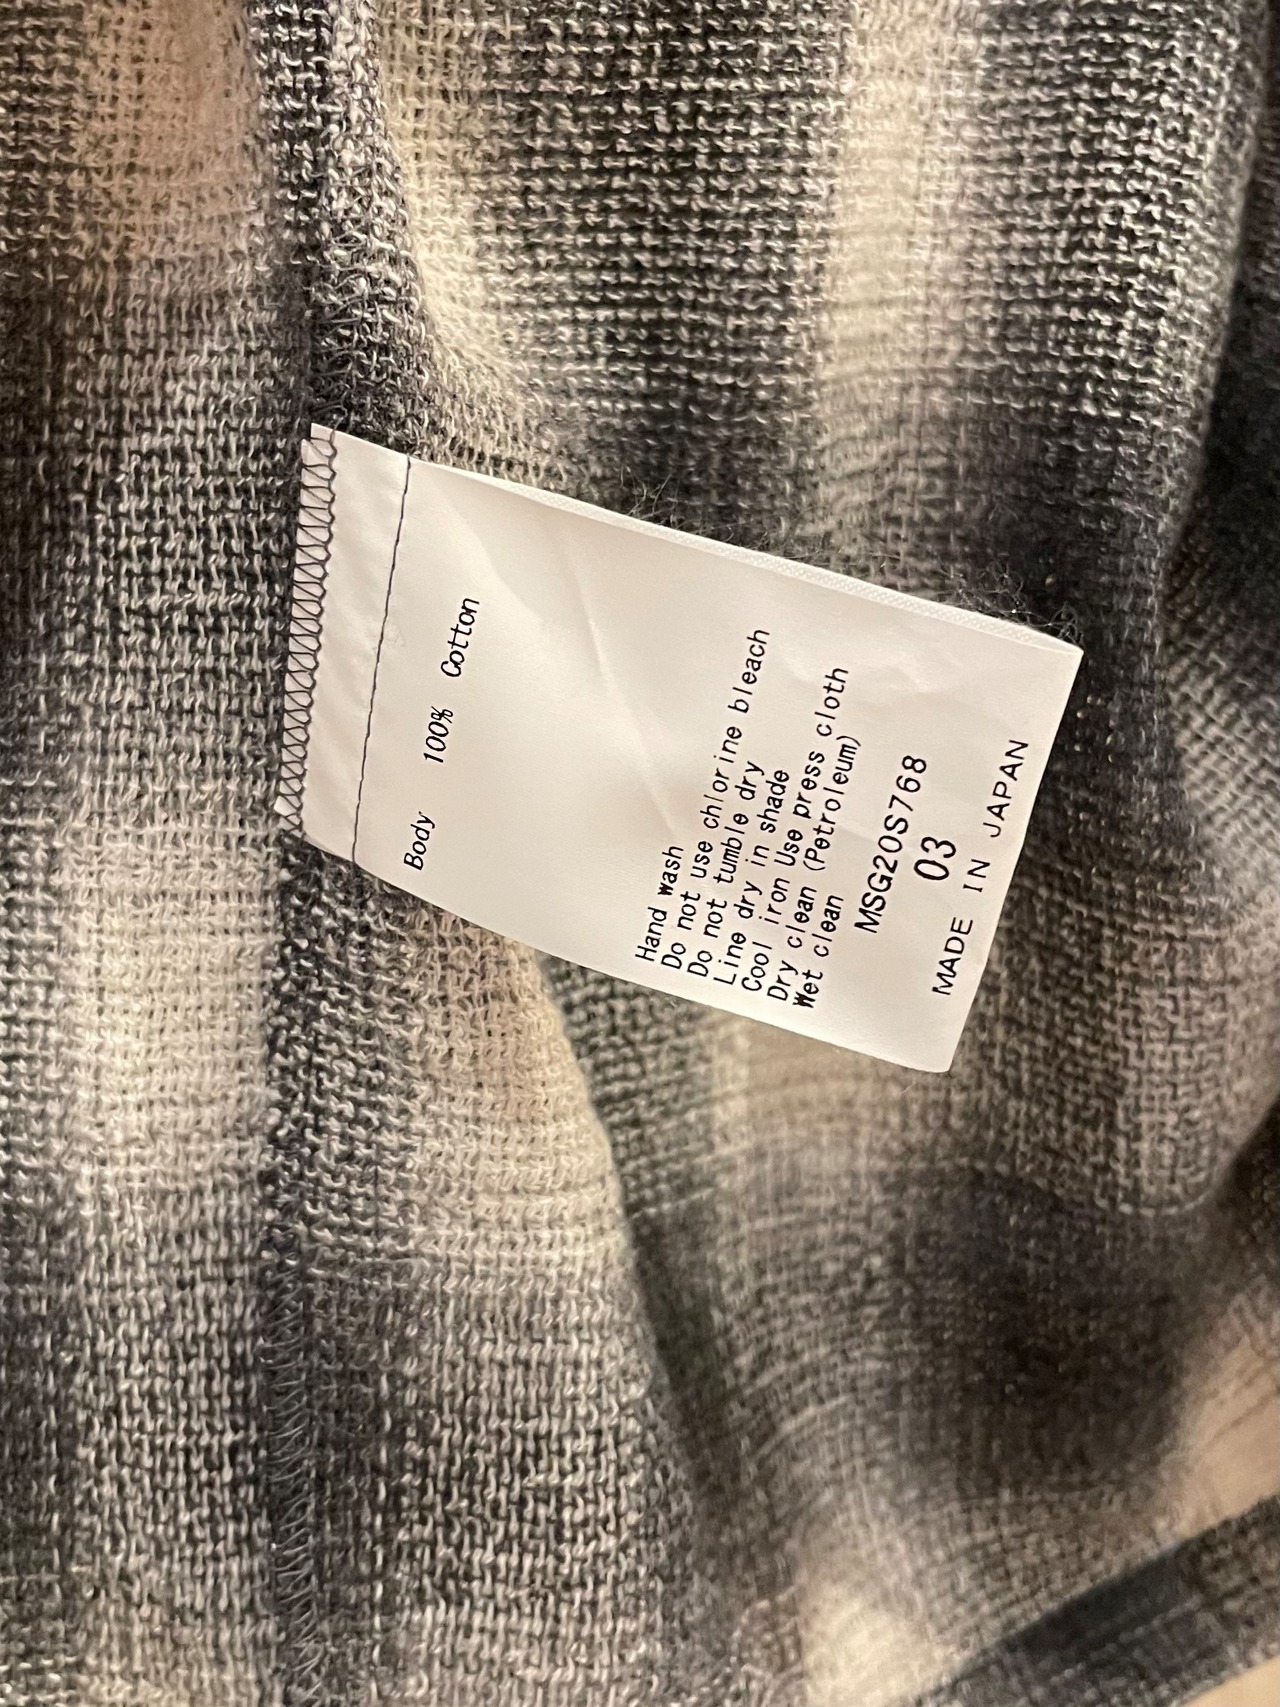 Body 100% Cotton
Hand wash
Do not use chlorine bleach
Do not tumble dry
Line dry in shade
Cool iron Use press cloth
Dry clean (Petroleum)
Wet clean
MSG20S768
03
MADE IN JAPAN